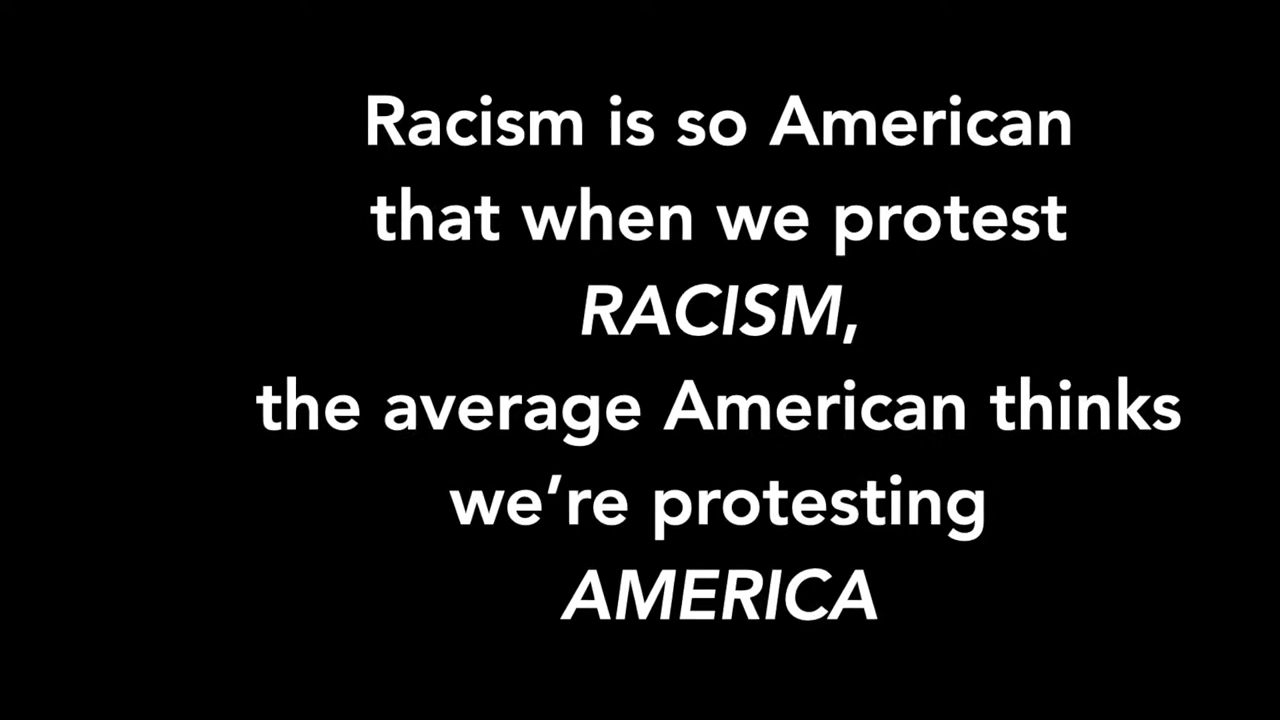 Racism is so American
that when we protest
RACISM,
the average American thinks
we’re protesting
AMERICA